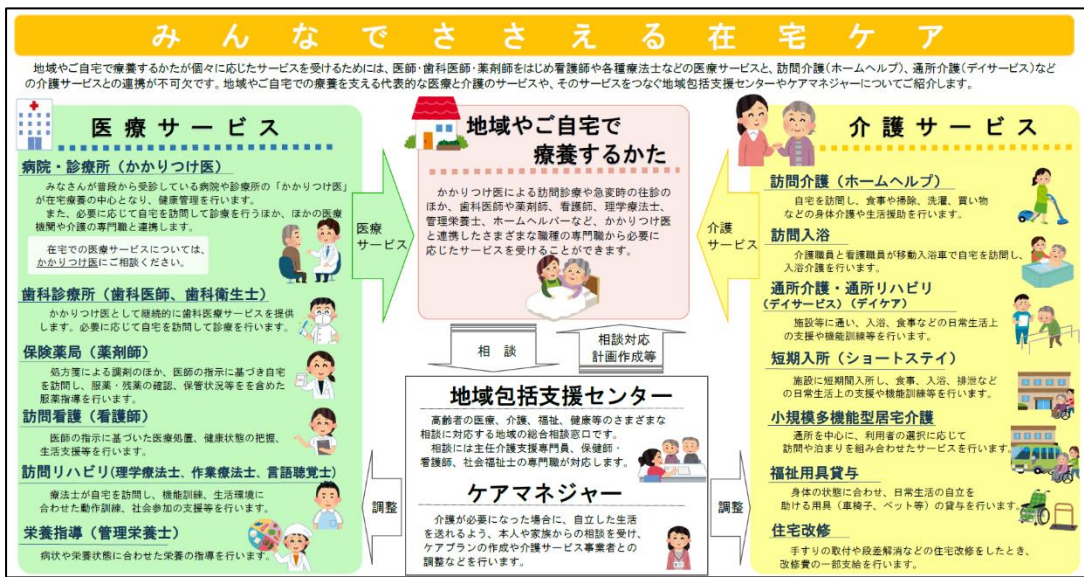 みんなでささえる在宅ケア
地域やご自宅で療養するかたが個々に応じたサービスを受けるためには、医師・歯科医師・薬剤師をはじめ看護師や各種療法士などの医療サービスと、訪問介護（ホームヘルプ）、通所介護（デイサービス）など
の介護サービスとの連携が不可欠です。地域やご自宅での療養を支える代表的な医療と介護のサービスや、そのサービスをつなぐ地域包括支援センターやケアマネジャーについてご紹介します。
医療サービス
病院・診療所（かかりつけ医）
みなさんが普段から受診している病院や診療所の「かかりつけ医」
が在宅療養の中心となり、健康管理を行います。
また、必要に応じて自宅を訪問して診療を行うほか、ほかの医療
機関や介護の専門職と連携します。
在宅での医療サービスについては、
かかりつけ医にご相談ください。
歯科診療所（歯科医師、歯科衛生士）
かかりつけ医として継続的に歯科医療サービスを提供
します。必要に応じて自宅を訪問して診療を行います。
保険薬局（薬剤師）
処方箋による調剤のほか、医師の指示に基づき自宅
を訪問し、服薬・残薬の確認、保管状況等をを含めた
服薬指導を行います。
訪問看護（看護師）
医師の指示に基づいた医療処置、健康状態の把握、
生活支援等を行います。
訪問リハビリ（理学療法士、作業療法士、言語聴覚士）
療法士が自宅を訪問し、機能訓練、生活環境に
合わせた動作訓練、社会参加の支援等を行います。
栄養指導（管理栄養士）
病状や栄養状態に合わせた栄養の指導を行います。
医療
サービス
地域やご自宅で
療養するかた
かかりつけ医による訪問診療や急変時の往診の
ほか、歯科医師や薬剤師、看護師、理学療法士、
管理栄養士、ホームヘルパーなど、かかりつけ医
と連携したさまざまな職種の専門職から必要に
応じたサービスを受けることができます。
相談
相談対応
計画作成等
地域包括支援センター
高齢者の医療、介護、福祉、健康等のさまざまな
相談に対応する地域の総合相談窓口です。
相談には主任介護支援専門員、保健師・
看護師、社会福祉士の専門職が対応します。
ケアマネジャー
介護が必要になった場合に、自立した生活
を送れるよう、本人や家族からの相談を受け、
ケアプランの作成や介護サービス事業者との
調整などを行います。
調整
調整
介護
サービス
介護サービス
訪問介護（ホームヘルプ）
自宅を訪問し、食事や掃除、洗濯、買い物
などの身体介護や生活援助を行います。
訪問入浴
介護職員と看護職員が移動入浴車で自宅を訪問し、
入浴介護を行います。
通所介護・通所リハビリ
（デイサービス）（デイケア）
施設等に通い、入浴、食事などの日常生活上
の支援や機能訓練等を行います。
短期入所（ショートステイ）
施設に短期間入所し、食事、入浴、排泄など
の日常生活上の支援や機能訓練等を行います。
小規模多機能型居宅介護
通所を中心に、利用者の選択に応じて
訪問や泊まりを組み合わせたサービスを行います。
福祉用具貸与
身体の状態に合わせ、日常生活の自立を
助ける用具（車椅子、ベット等）の貸与を行います。
住宅改修
手すりの取付や段差解消などの住宅改修をしたとき、
改修費の一部支給を行います。